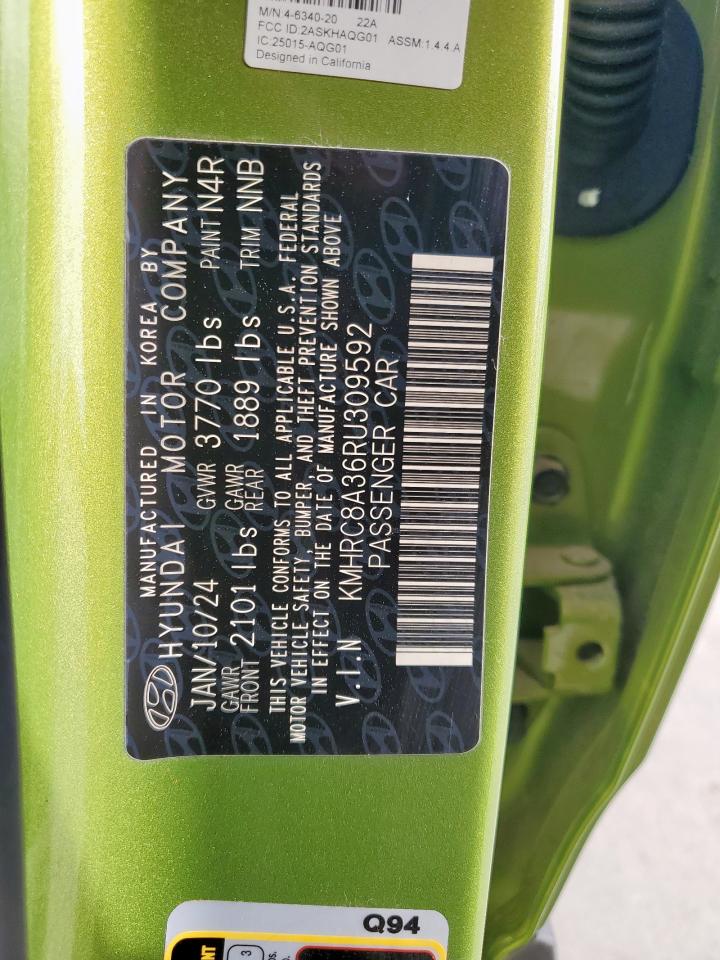 M/N 4-6340-20 22A
FCC ID:2ASKHAQG01 ASSM:1.4.4.A
IC:25015-AQG01
Designed in California
MANUFACTURED IN KOREA BY
HYUNDAI MOTOR COMPANY
JAN/10/24 GVWR 3770 lbs PAINT N4R
GAWR FRONT 2101 lbs GAWR REAR 1889 lbs TRIM NNB
THIS VEHICLE CONFORMS TO ALL APPLICABLE U.S.A. FEDERAL
MOTOR VEHICLE SAFETY, BUMPER, AND THEFT PREVENTION STANDARDS
IN EFFECT ON THE DATE OF MANUFACTURE SHOWN ABOVE
V.I.N KMHRC8A36RU309592
PASSENGER CAR
Q94
3